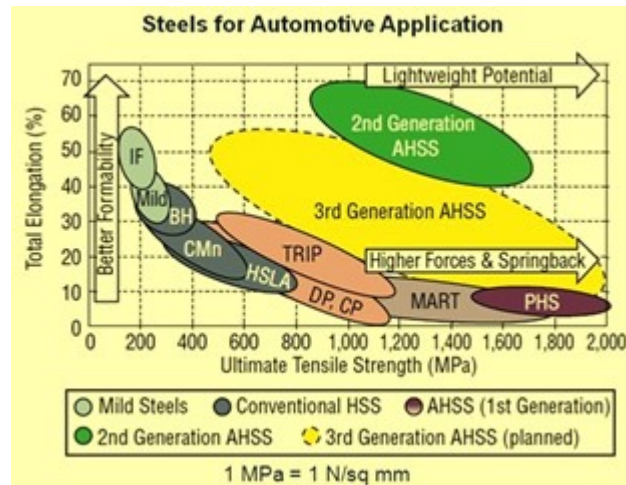 Steels for Automotive Application
Total Elongation (%)
70
60
50
40
30
20
10
0
Better Formability
Lightweight Potential
2nd Generation
AHSS
3rd Generation AHSS
Higher Forces & Springback
IF
Mild
BH
CMn
HSLA
TRIP
DP, CP
MART
PHS
0
200
400
600
800
1,000
1,200
1,400
1,600
1,800
2,000
Ultimate Tensile Strength (MPa)
Mild Steels
Conventional HSS
AHSS (1st Generation)
2nd Generation AHSS
3rd Generation AHSS (planned)
1 MPa = 1 N/sq mm